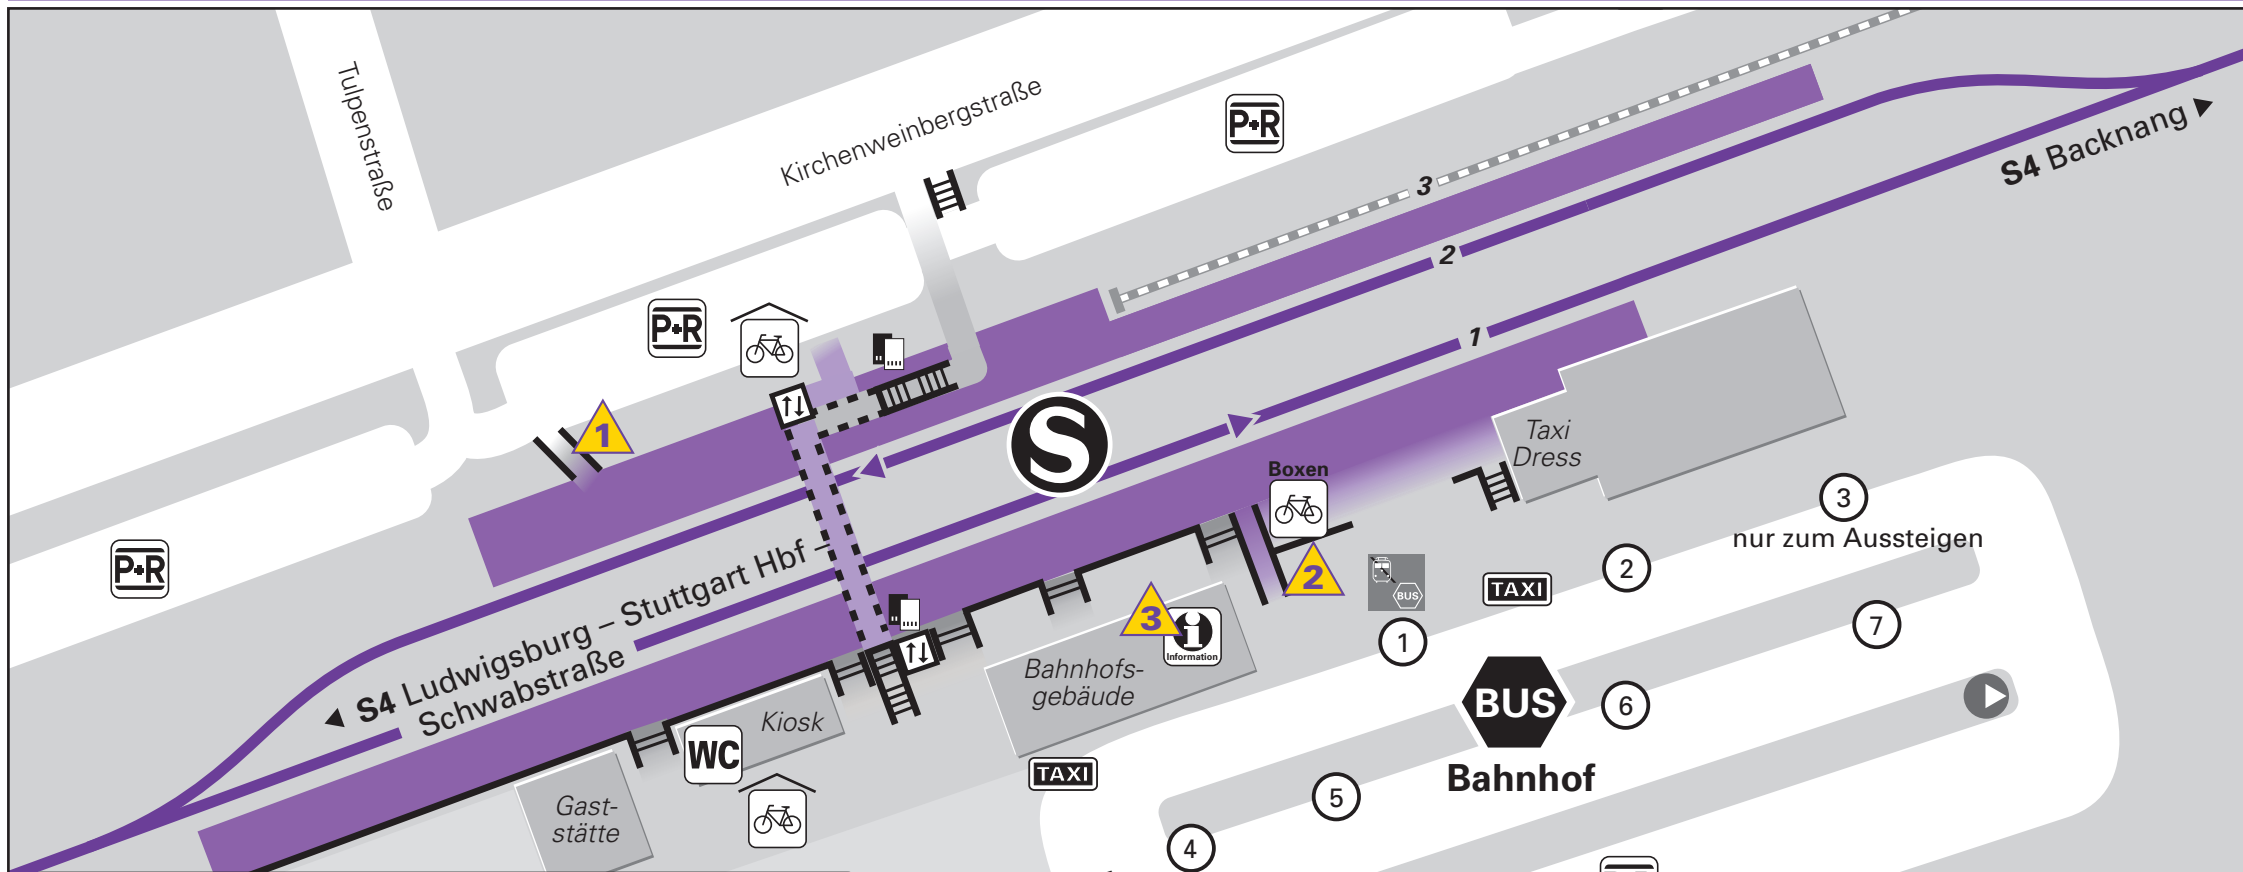 Tulpenstraße
Kirchenweinbergstraße
P+R
3
2
1
S4 Backnang
P+R
1
P+R
S
Boxen
Taxi
Dress
3
nur zum Aussteigen
2
TAXI
2
BUS
1
3
Information
S4 Ludwigsburg – Stuttgart Hbf –
Schwabstraße
Bahnhofs-
gebäude
7
6
BUS
Bahnhof
Kiosk
WC
TAXI
5
4
Gast-
stätte